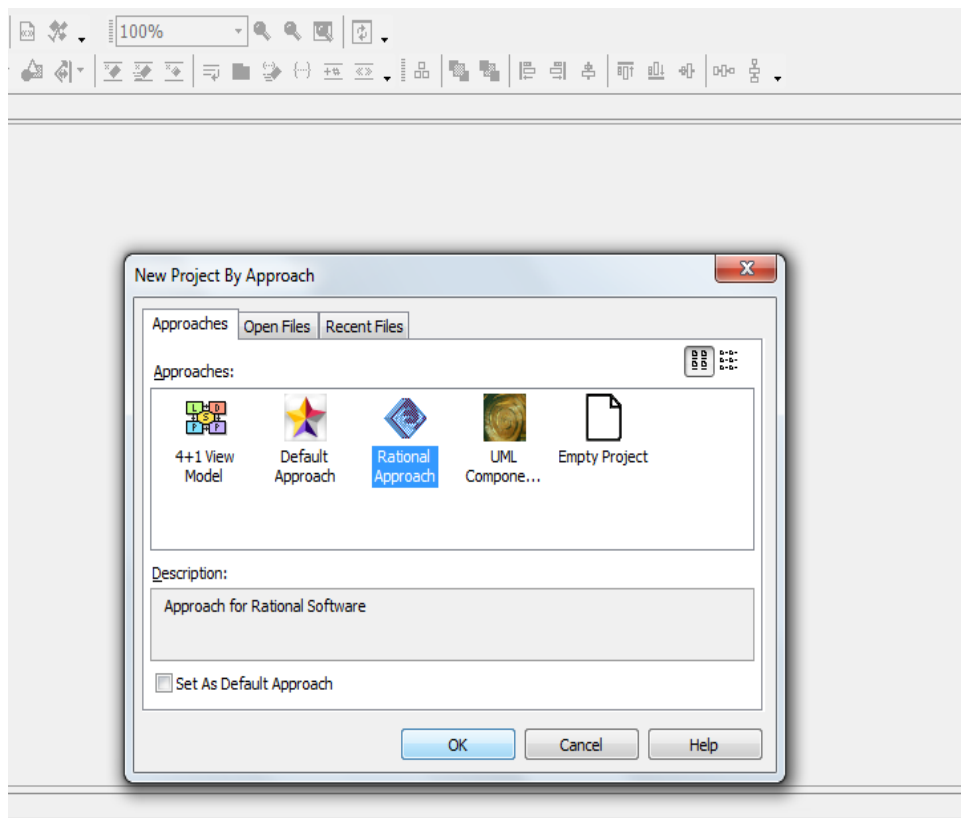 100%
New Project By Approach
Approaches Open Files Recent Files
Approaches:
4+1 View Model
Default Approach
Rational Approach
UML Compone...
Empty Project
Description:
Approach for Rational Software
Set As Default Approach
OK Cancel Help